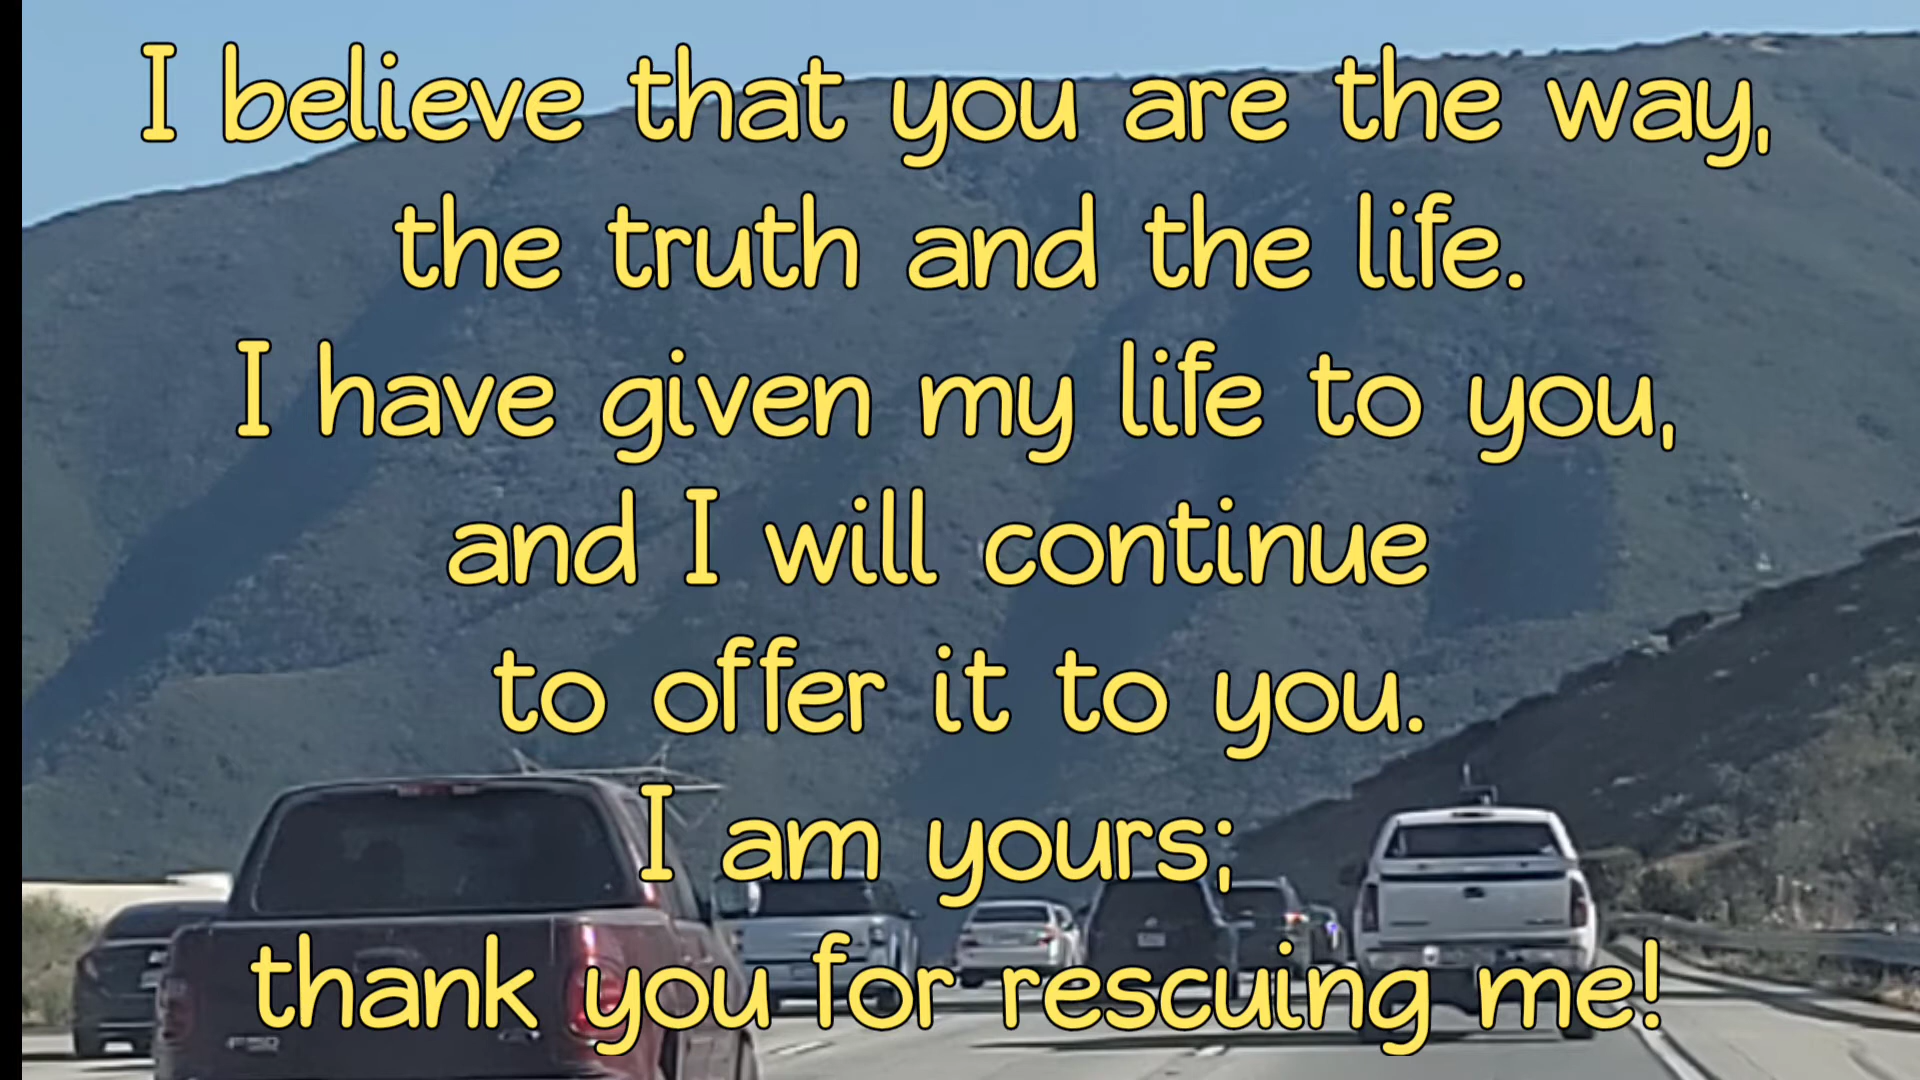 I believe that you are the way,
the truth and the life.
I have given my life to you,
and I will continue
to offer it to you.
I am yours;
thank you for rescuing me!
F150